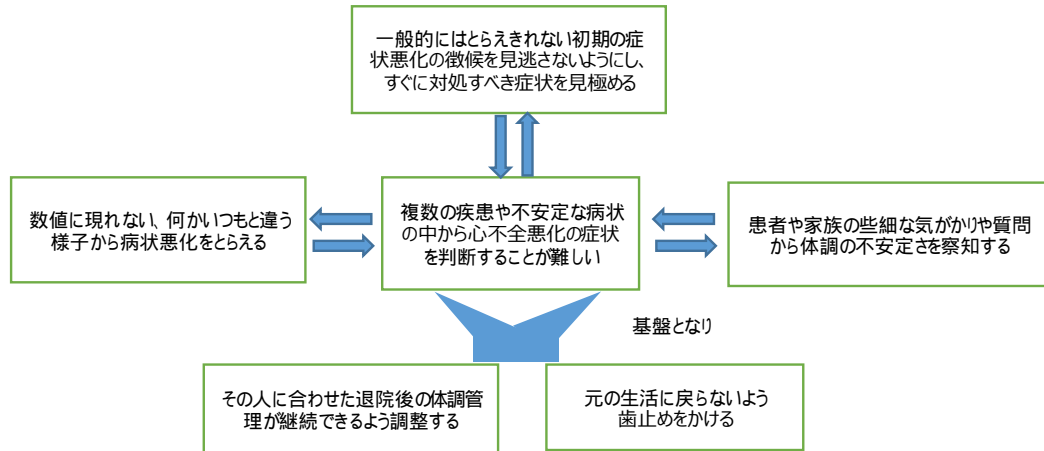 一般的にはとらえきれない初期の症
状悪化の徴候を見逃さないようにし、
すぐに対処すべき症状を見極める
数値に現れない、何かいつもと違う
様子から病状悪化をとらえる
複数の疾患や不安定な病状
の中から心不全悪化の症状
を判断することが難しい
患者や家族の些細な気がかりや質問
から体調の不安定さを察知する
基盤となり
その人に合わせた退院後の体調管
理が継続できるよう調整する
元の生活に戻らないよう
歯止めをかける